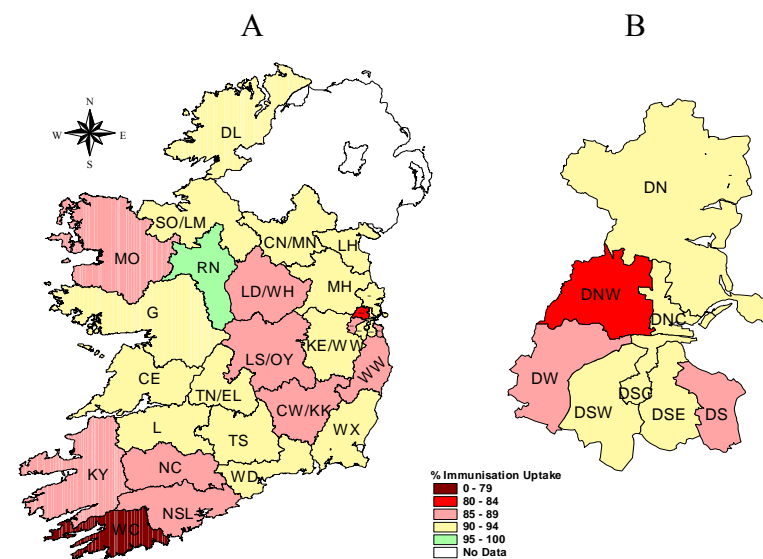 A
B
N
W E
S
DL
DN
SO/LM
CN/MN
LH
MO
RN
LD/WH
MH
DNW
G
DNC
KE/WW
LS/OY
WW
DW
CE
TN/EL
DSC
DSW
DSE
DS
CW/KK
L
TS
WX
KY
NC
WD
NSL
WC
% Immunisation Uptake
0 - 79
80 - 84
85 - 89
90 - 94
95 - 100
No Data